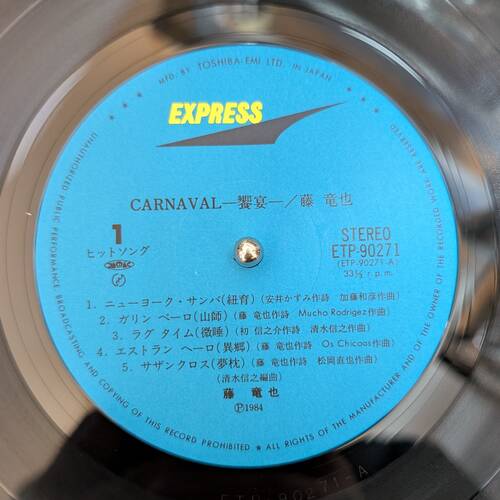 MFD. BY TOSHIBA-EMI LTD. IN JAPAN
EXPRESS
CARNAVAL—饗宴—／藤 竜也
1
ヒットソング
STEREO
ETP-90271
(ETP-90271-A)
33⅓ r.p.m.
1. ニューヨーク・サンバ(紐育) (安井かずみ作詩 加藤和彦作曲)
2. ガリン ペーロ(山師) (藤 竜也作詩 Mucho Rodrigez作曲)
3. ラグ タイム(微睡) (初 信之介作詩 清水信之作曲)
4. エストラン ヘーロ(異郷) (藤 竜也作詩 Os Chicos作曲)
5. サザンクロス(夢枕) (藤 竜也作詩 松岡直也作曲)
(清水信之編曲)
藤 竜也
Ⓟ1984
UNAUTHORIZED PUBLIC PERFORMANCE BROADCASTING AND COPYING OF THIS RECORD PROHIBITED ★ ALL RIGHTS OF THE MANUFACTURER AND OF THE OWNER OF THE RECORDED WORK ARE RESERVED